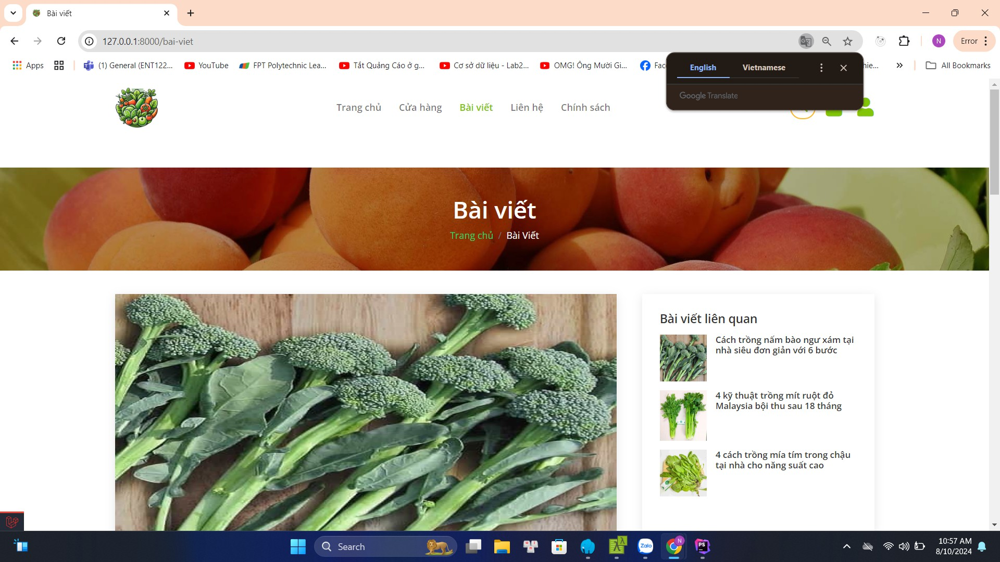 Bài viết
127.0.0.1:8000/bai-viet
Error
Apps
(1) General (ENT122...
YouTube
FPT Polytechnic Lea...
Tắt Quảng Cáo ở g...
Cơ sở dữ liệu - Lab2...
OMG! Ông Mười Gi...
All Bookmarks
English
Vietnamese
Google Translate
Trang chủ
Cửa hàng
Bài viết
Liên hệ
Chính sách
Bài viết
Trang chủ / Bài Viết
Bài viết liên quan
Cách trồng nấm bào ngư xám tại
nhà siêu đơn giản với 6 bước
4 kỹ thuật trồng mít ruột đỏ
Malaysia bội thu sau 18 tháng
4 cách trồng mía tím trong chậu
tại nhà cho năng suất cao
Search
Zalo
PS
N
10:57 AM
8/10/2024